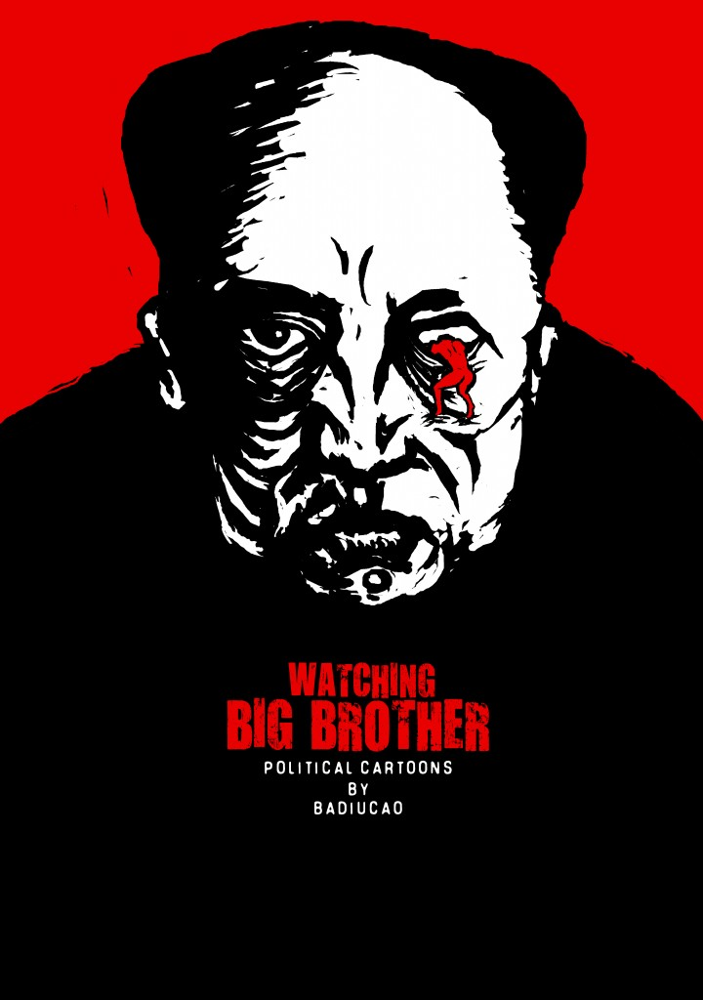 WATCHING
BIG BROTHER
POLITICAL CARTOONS
BY
BADIUCAO